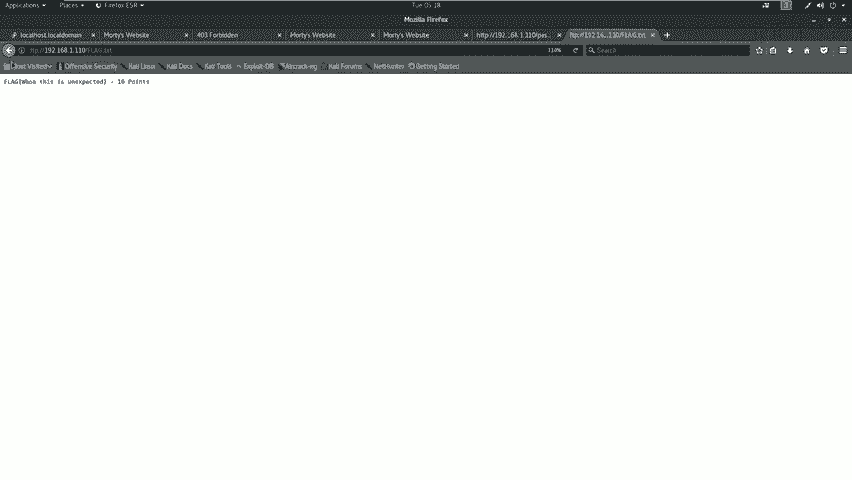 Applications Places Firefox ESR Tue 05:18
Mozilla Firefox
localhost.localdomain Morty's Website 403 Forbidden Morty's Website Morty's Website http://192...68.1.110/pas ftp://192.16...110/FLAG.txt
ftp://192.168.1.110/FLAG.txt 110% Search
Most Visited Offensive Security Kali Linux Kali Docs Kali Tools Exploit-DB Aircrack-ng Kali Forums NetHunter Getting Started
FLAG{Whoa this is unexpected} - 10 Points